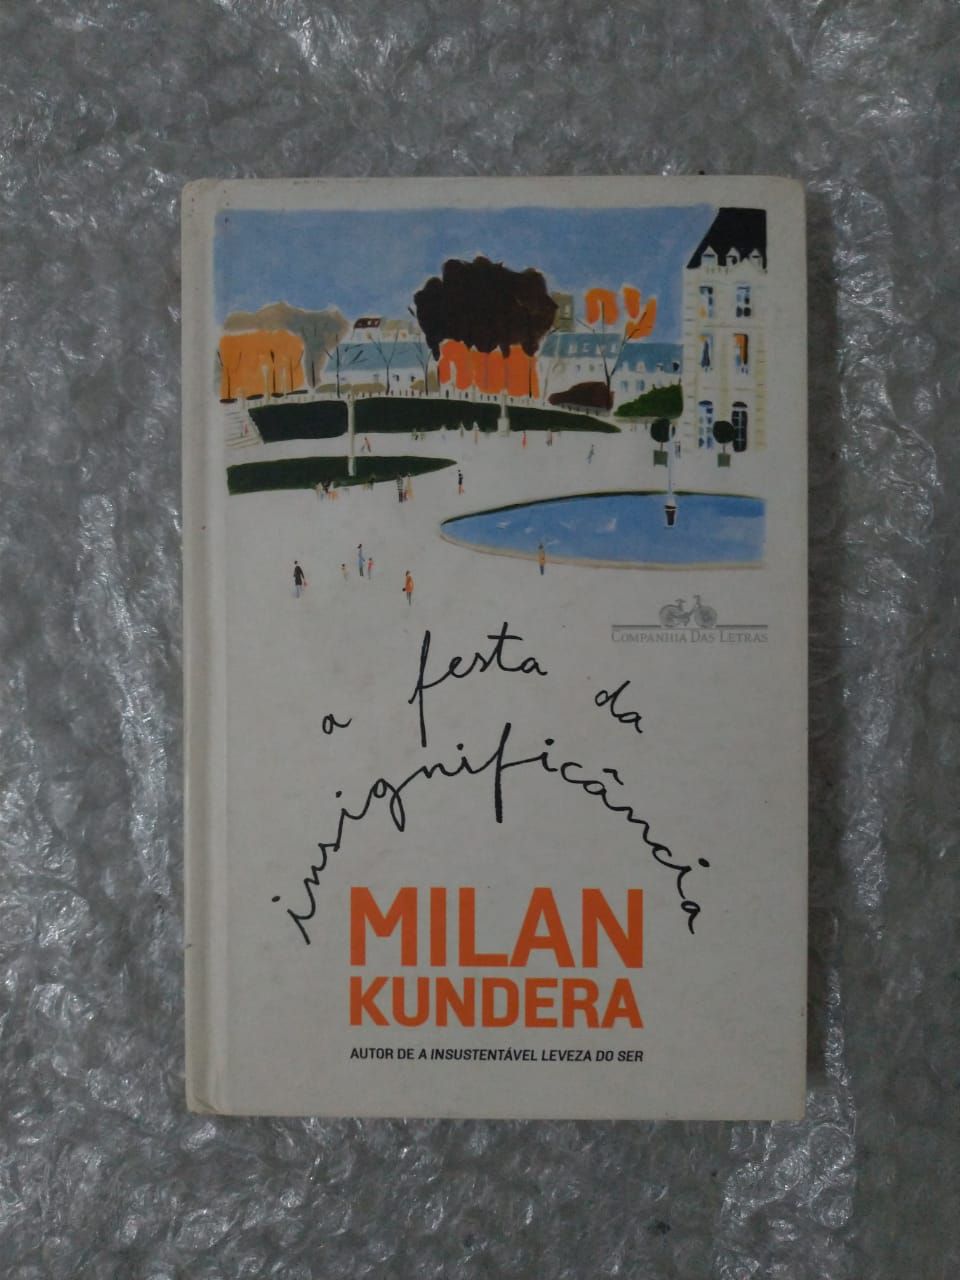 COMPANHIA DAS LETRAS
a festa da
insignificância
MILAN
KUNDERA
AUTOR DE A INSUSTENTÁVEL LEVEZA DO SER